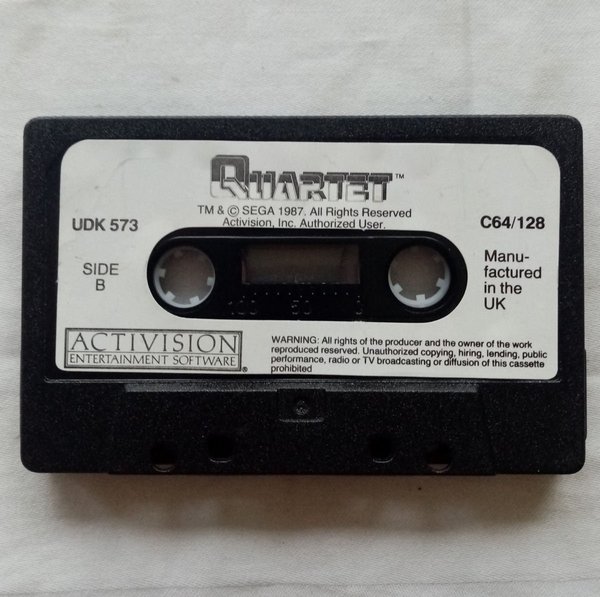 QUARTET™
TM & © SEGA 1987. All Rights Reserved
Activision, Inc. Authorized User.
UDK 573
C64/128
SIDE
B
Manu-
factured
in the
UK
100 50 0
ACTIVISION
ENTERTAINMENT SOFTWARE ®
WARNING: All rights of the producer and the owner of the work
reproduced reserved. Unauthorized copying, hiring, lending, public
performance, radio or TV broadcasting or diffusion of this cassette
prohibited